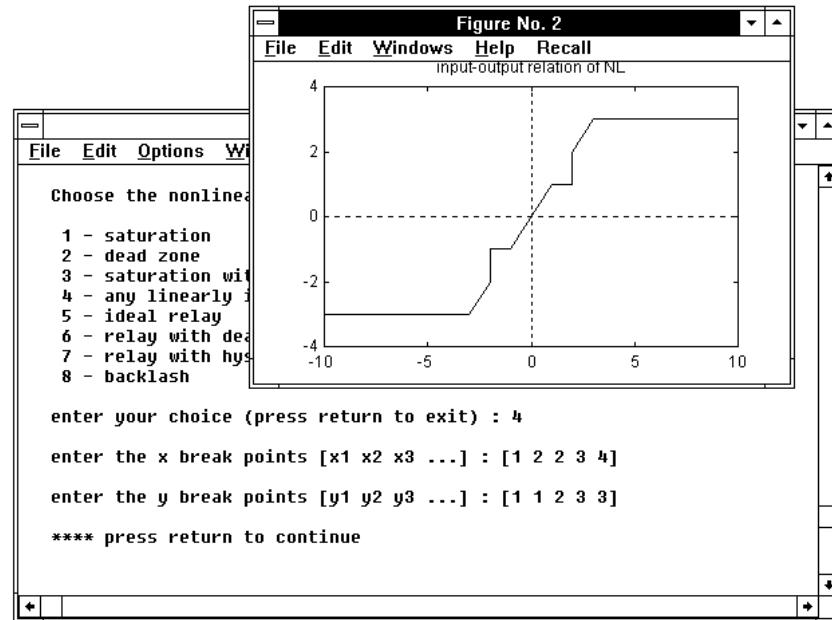 Figure No. 2
File Edit Windows Help Recall
input-output relation of NL
4
2
0
-2
-4
-10 -5 0 5 10
File Edit Options Wi
Choose the nonlinea
1 - saturation
2 - dead zone
3 - saturation wit
4 - any linearly i
5 - ideal relay
6 - relay with dea
7 - relay with hys
8 - backlash
enter your choice (press return to exit) : 4
enter the x break points [x1 x2 x3 ...] : [1 2 2 3 4]
enter the y break points [y1 y2 y3 ...] : [1 1 2 3 3]
**** press return to continue